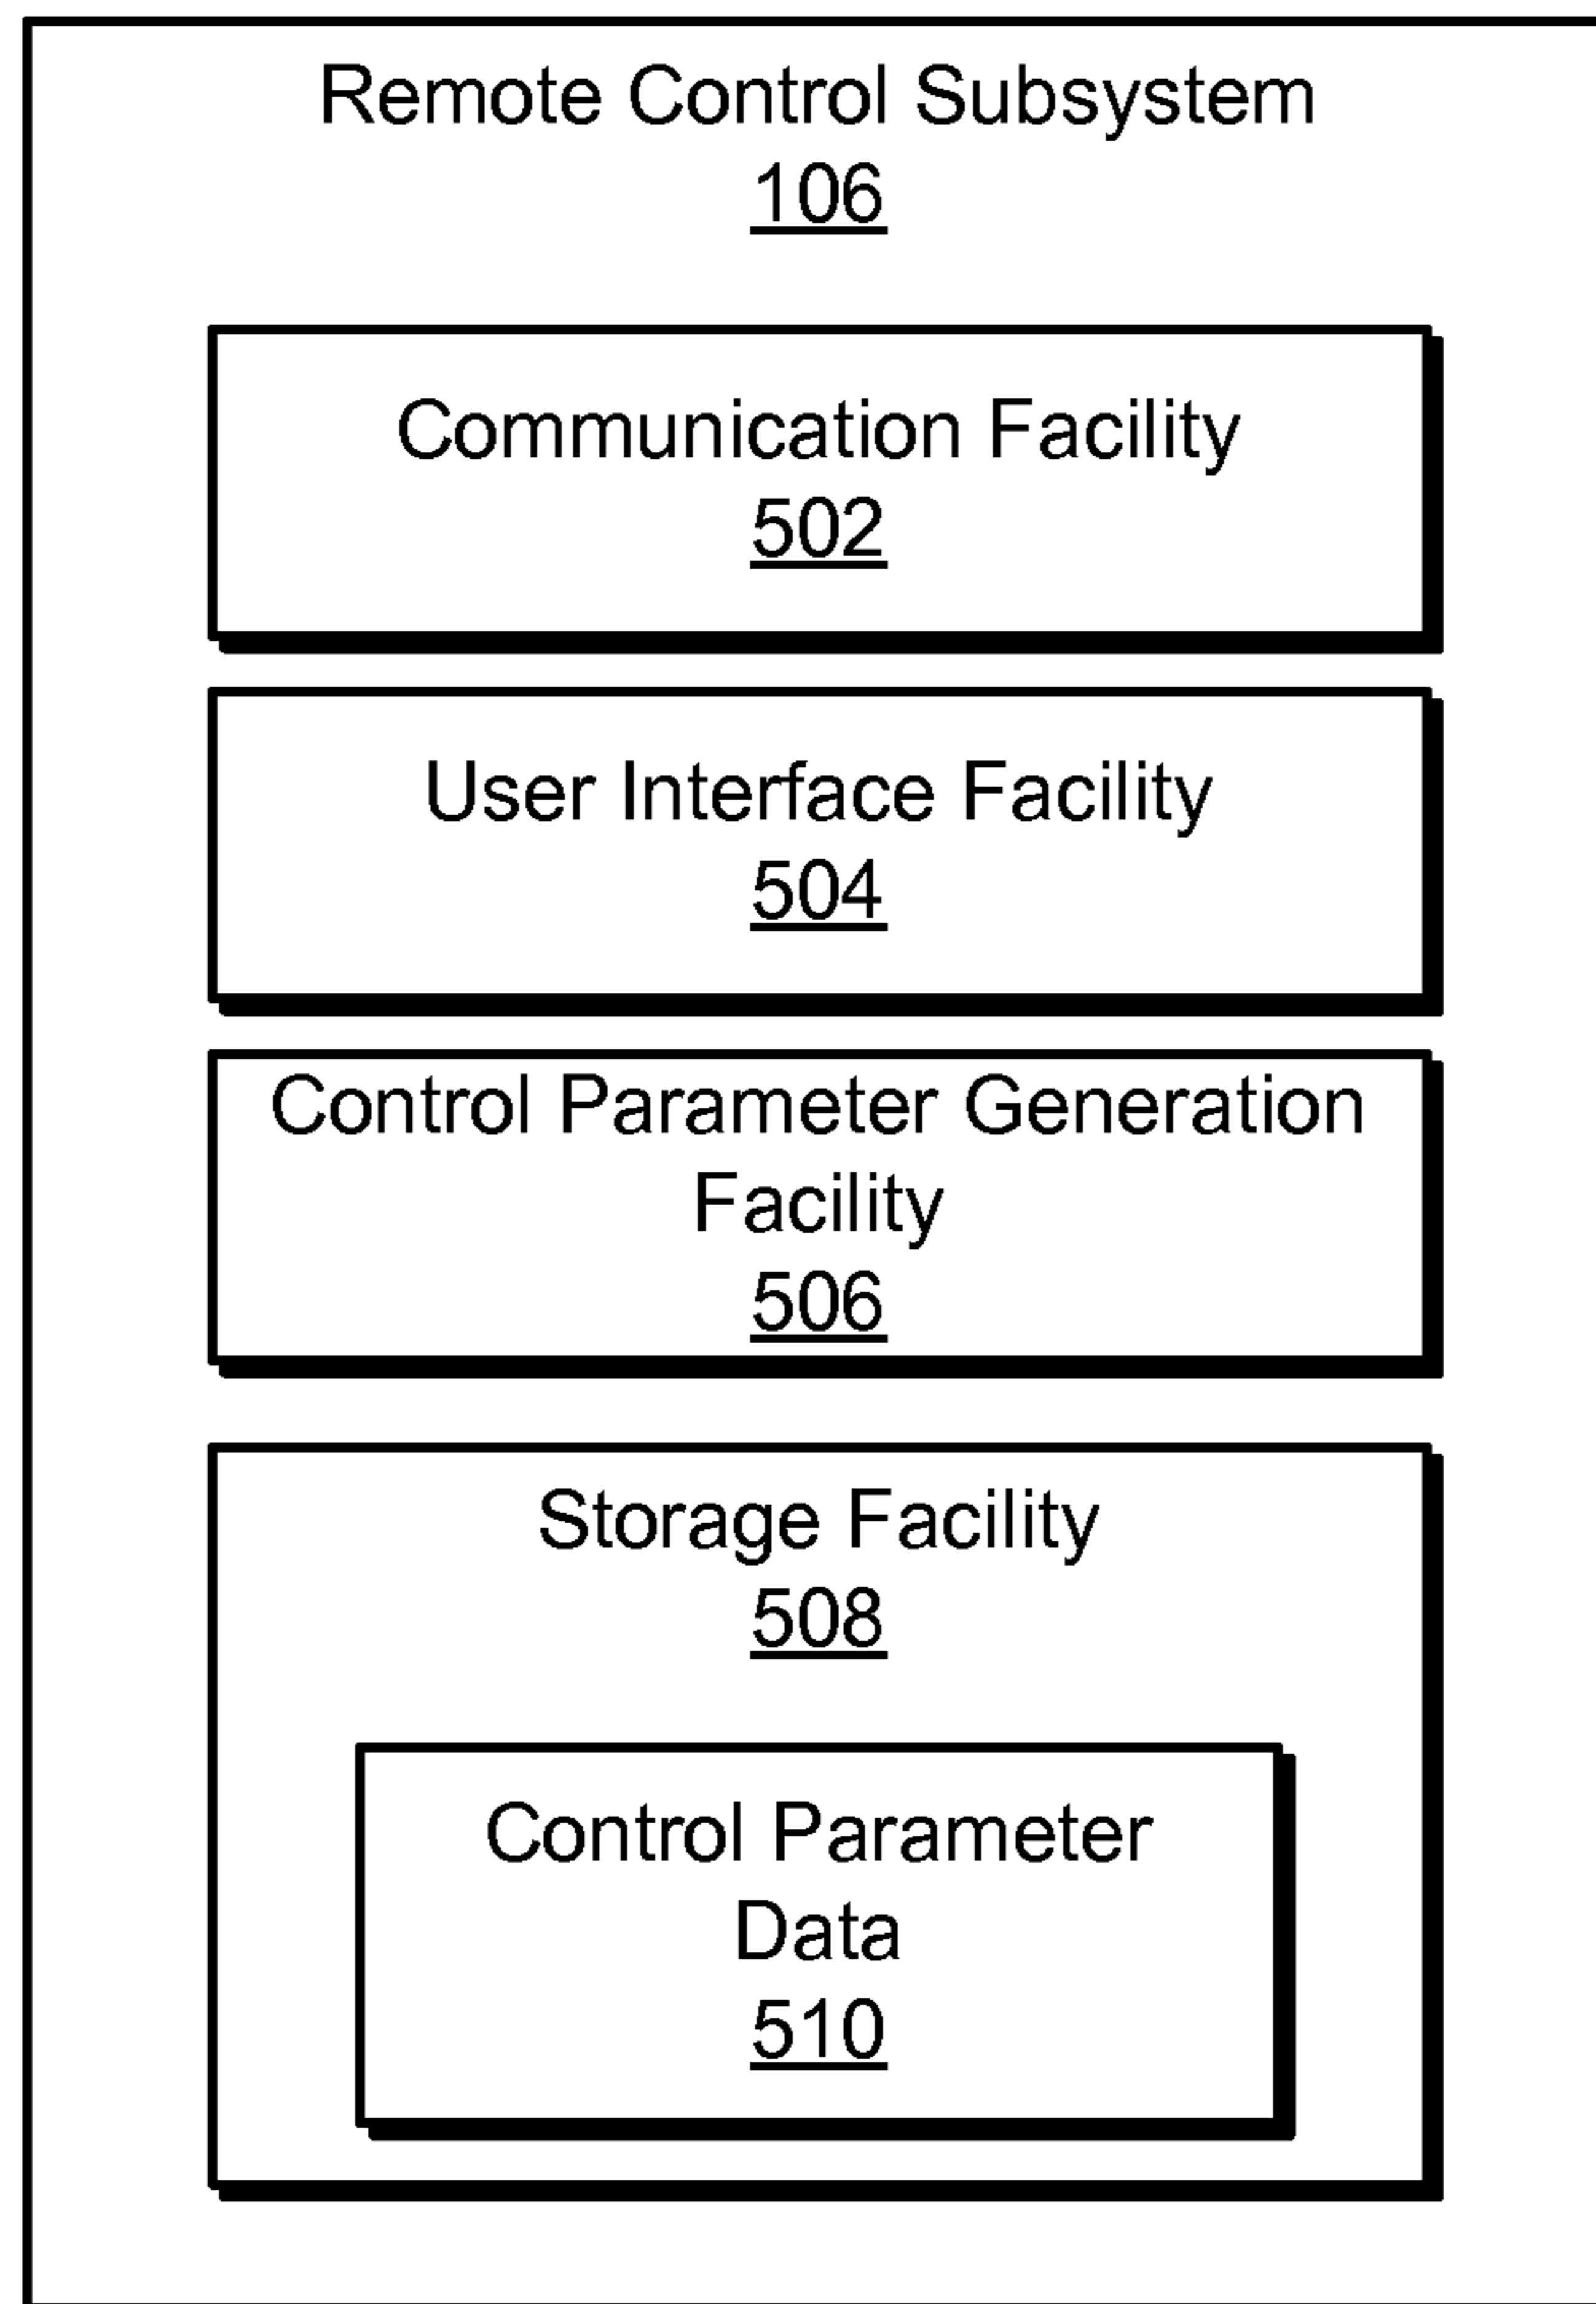 Remote Control Subsystem
106
Communication Facility
502
User Interface Facility
504
Control Parameter Generation
Facility
506
Storage Facility
508
Control Parameter
Data
510